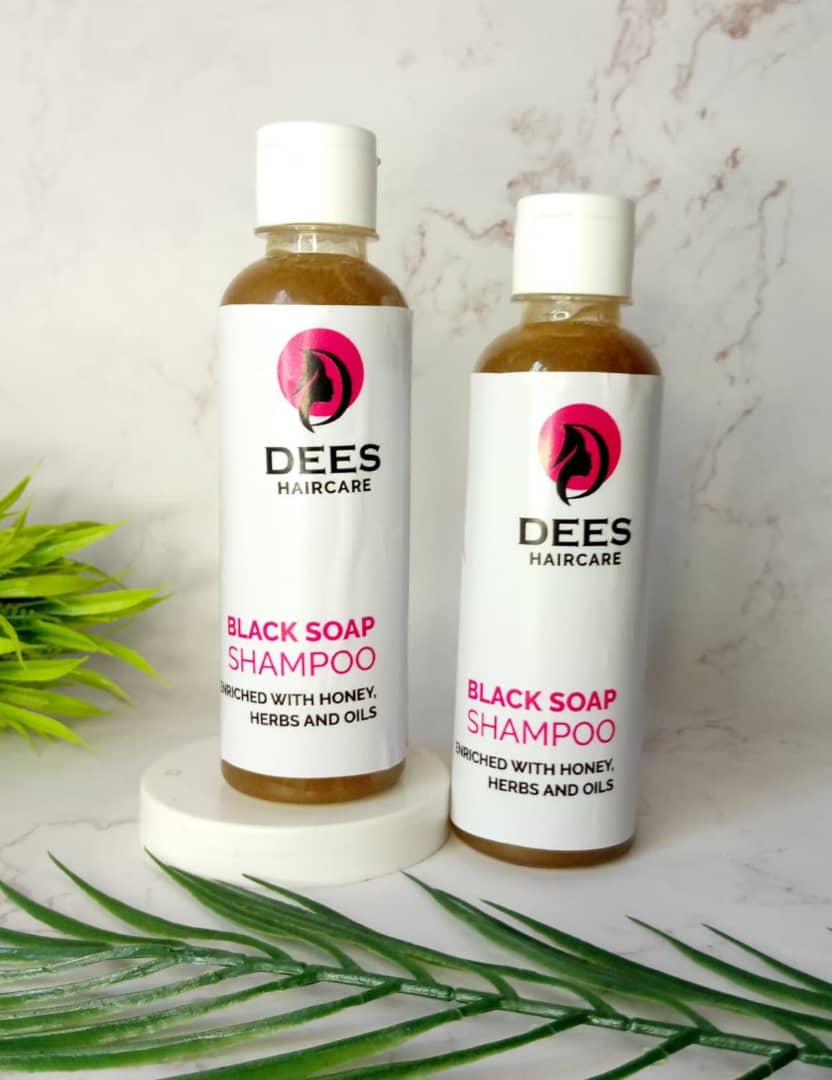 DEES
HAIRCARE
BLACK SOAP
SHAMPOO
ENRICHED WITH HONEY,
HERBS AND OILS
DEES
HAIRCARE
BLACK SOAP
SHAMPOO
ENRICHED WITH HONEY,
HERBS AND OILS